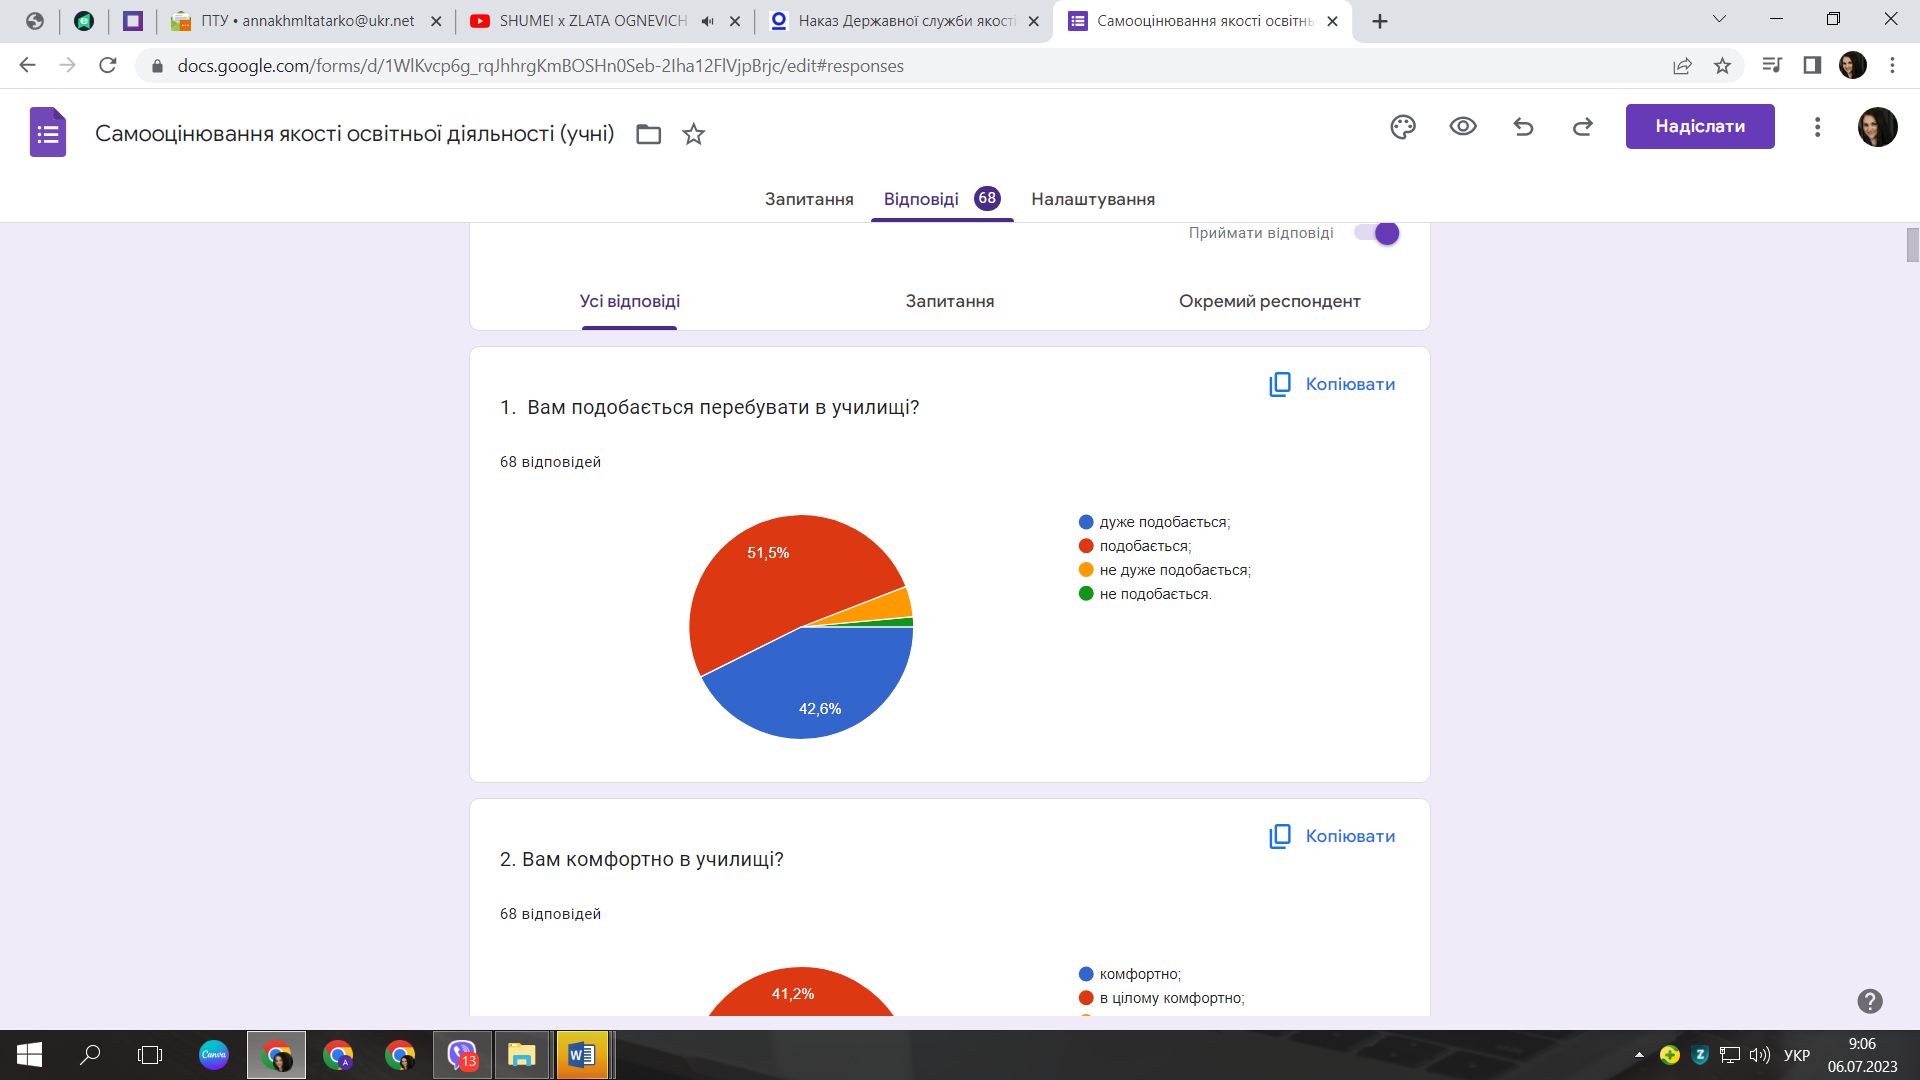 ПТУ • annakhmltatarko@ukr.net
SHUMEI x ZLATA OGNEVICH
Наказ Державної служби якості
Самооцінювання якості освітнь
docs.google.com/forms/d/1WlKvcp6g_rqJhhrgKmBOSHn0Seb-2Iha12FlVjpBrjc/edit#responses
Самооцінювання якості освітньої діяльності (учні)
Надіслати
Запитання Відповіді 68 Налаштування
Приймати відповіді
Усі відповіді Запитання Окремий респондент
Копіювати
1. Вам подобається перебувати в училищі?
68 відповідей
дуже подобається;
подобається;
не дуже подобається;
не подобається.
51,5%
42,6%
Копіювати
2. Вам комфортно в училищі?
68 відповідей
комфортно;
в цілому комфортно;
41,2%
Canva
A
13
W
Z
УКР
9:06
06.07.2023